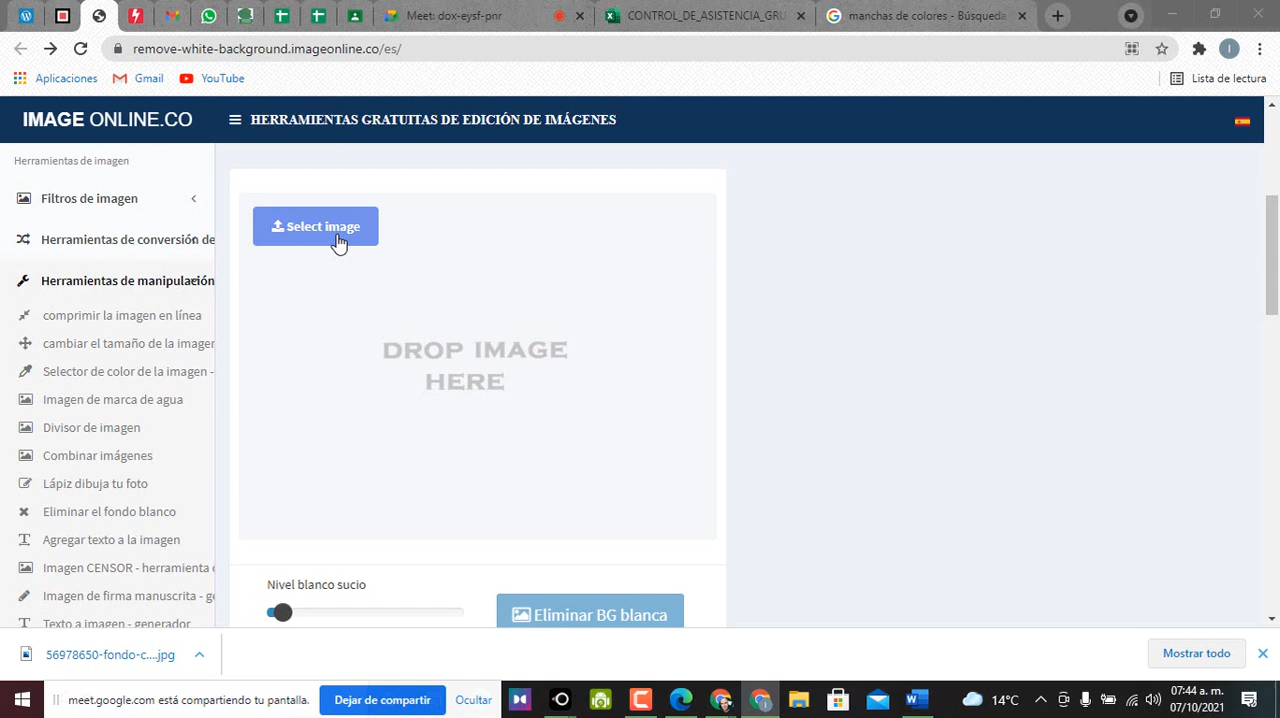 Meet: dox-eysf-pnr
CONTROL_DE_ASISTENCIA_GRU
manchas de colores - Búsqueda
remove-white-background.imageonline.co/es/
Aplicaciones
Gmail
YouTube
Lista de lectura
IMAGE ONLINE.CO
HERRAMIENTAS GRATUITAS DE EDICIÓN DE IMÁGENES
Herramientas de imagen
Filtros de imagen
Herramientas de conversión de
Herramientas de manipulación
comprimir la imagen en línea
cambiar el tamaño de la imagen
Selector de color de la imagen -
Imagen de marca de agua
Divisor de imagen
Combinar imágenes
Lápiz dibuja tu foto
Eliminar el fondo blanco
Agregar texto a la imagen
Imagen CENSOR - herramienta
Imagen de firma manuscrita - g
Texto a imagen - generador
Select image
DROP IMAGE
HERE
Nivel blanco sucio
Eliminar BG blanca
56978650-fondo-c....jpg
Mostrar todo
meet.google.com está compartiendo tu pantalla.
Dejar de compartir
Ocultar
14°C
07:44 a. m.
07/10/2021